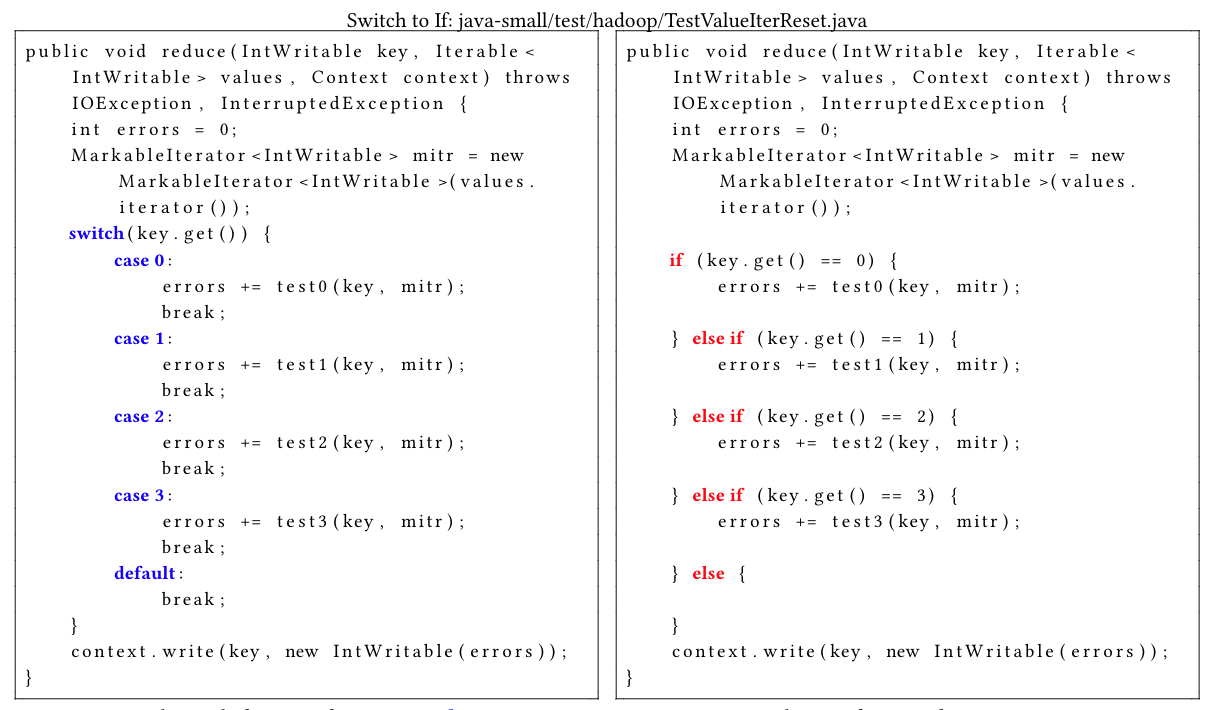 Switch to If: java-small/test/hadoop/TestValueIterReset.java
public void reduce(IntWritable key, Iterable<
IntWritable> values, Context context) throws
IOException, InterruptedException {
int errors = 0;
MarkableIterator<IntWritable> mitr = new
MarkableIterator<IntWritable>(values.
iterator());
switch(key.get()) {
case 0:
errors += test0(key, mitr);
break;
case 1:
errors += test1(key, mitr);
break;
case 2:
errors += test2(key, mitr);
break;
case 3:
errors += test3(key, mitr);
break;
default:
break;
}
context.write(key, new IntWritable(errors));
}
public void reduce(IntWritable key, Iterable<
IntWritable> values, Context context) throws
IOException, InterruptedException {
int errors = 0;
MarkableIterator<IntWritable> mitr = new
MarkableIterator<IntWritable>(values.
iterator());
if (key.get() == 0) {
errors += test0(key, mitr);
} else if (key.get() == 1) {
errors += test1(key, mitr);
} else if (key.get() == 2) {
errors += test2(key, mitr);
} else if (key.get() == 3) {
errors += test3(key, mitr);
} else {
}
context.write(key, new IntWritable(errors));
}